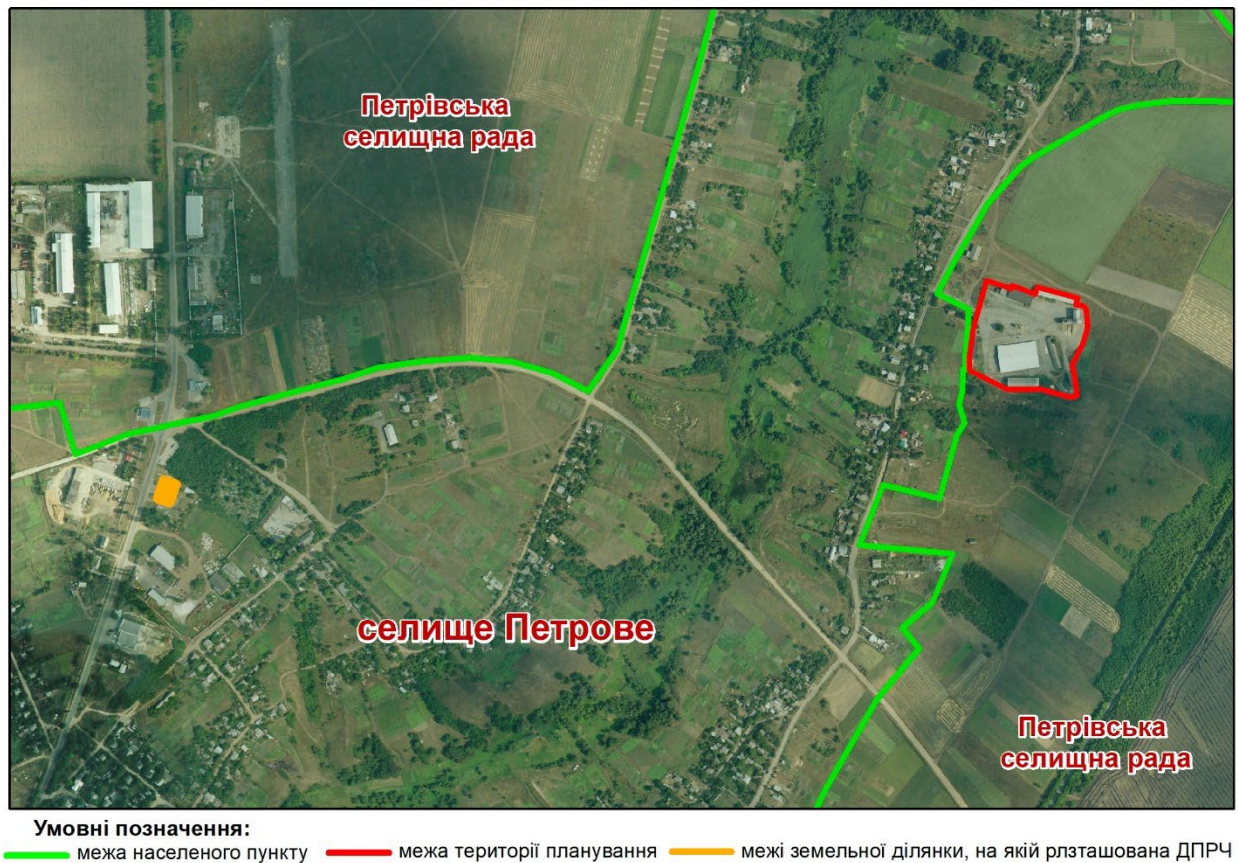 Петрівська
селищна рада
селище Петрове
Петрівська
селищна рада
Умовні позначення:
межа населеного пункту
межа території планування
межі земельної ділянки, на якій рлзташована ДПРЧ